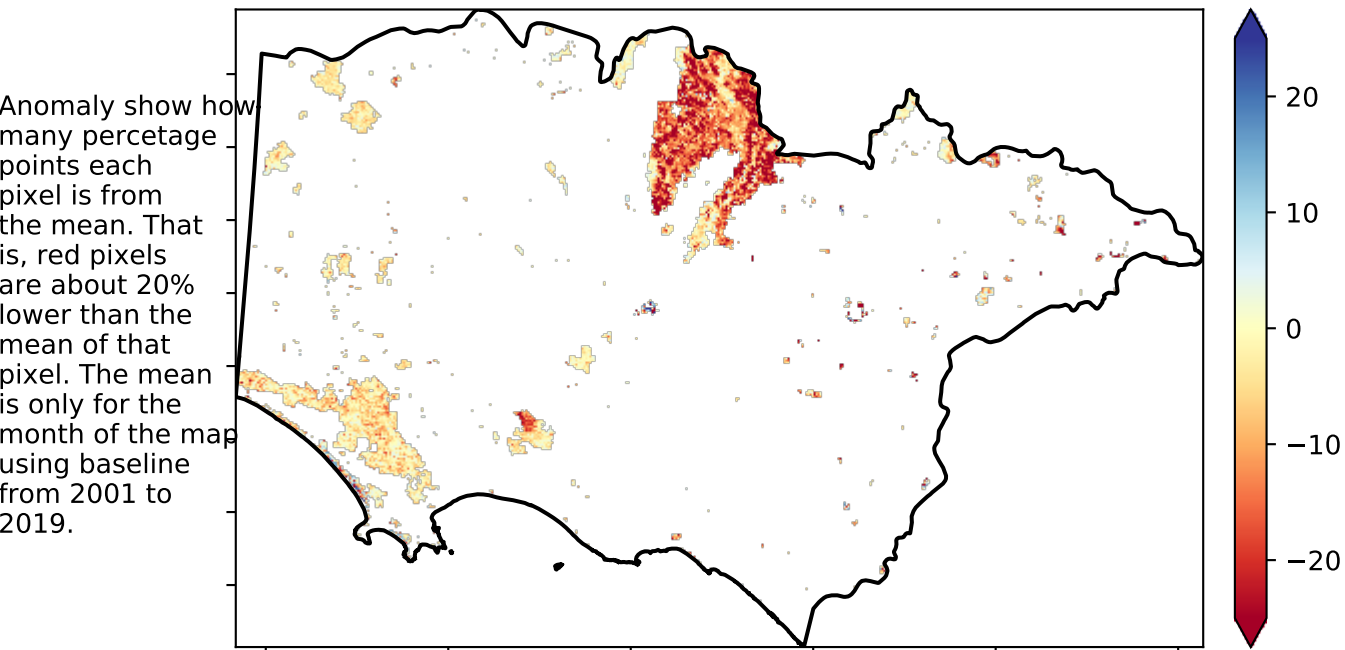 Anomaly show how
many percetage
points each
pixel is from
the mean. That
is, red pixels
are about 20%
lower than the
mean of that
pixel. The mean
is only for the
month of the map
using baseline
from 2001 to
2019.
20
10
0
−10
−20